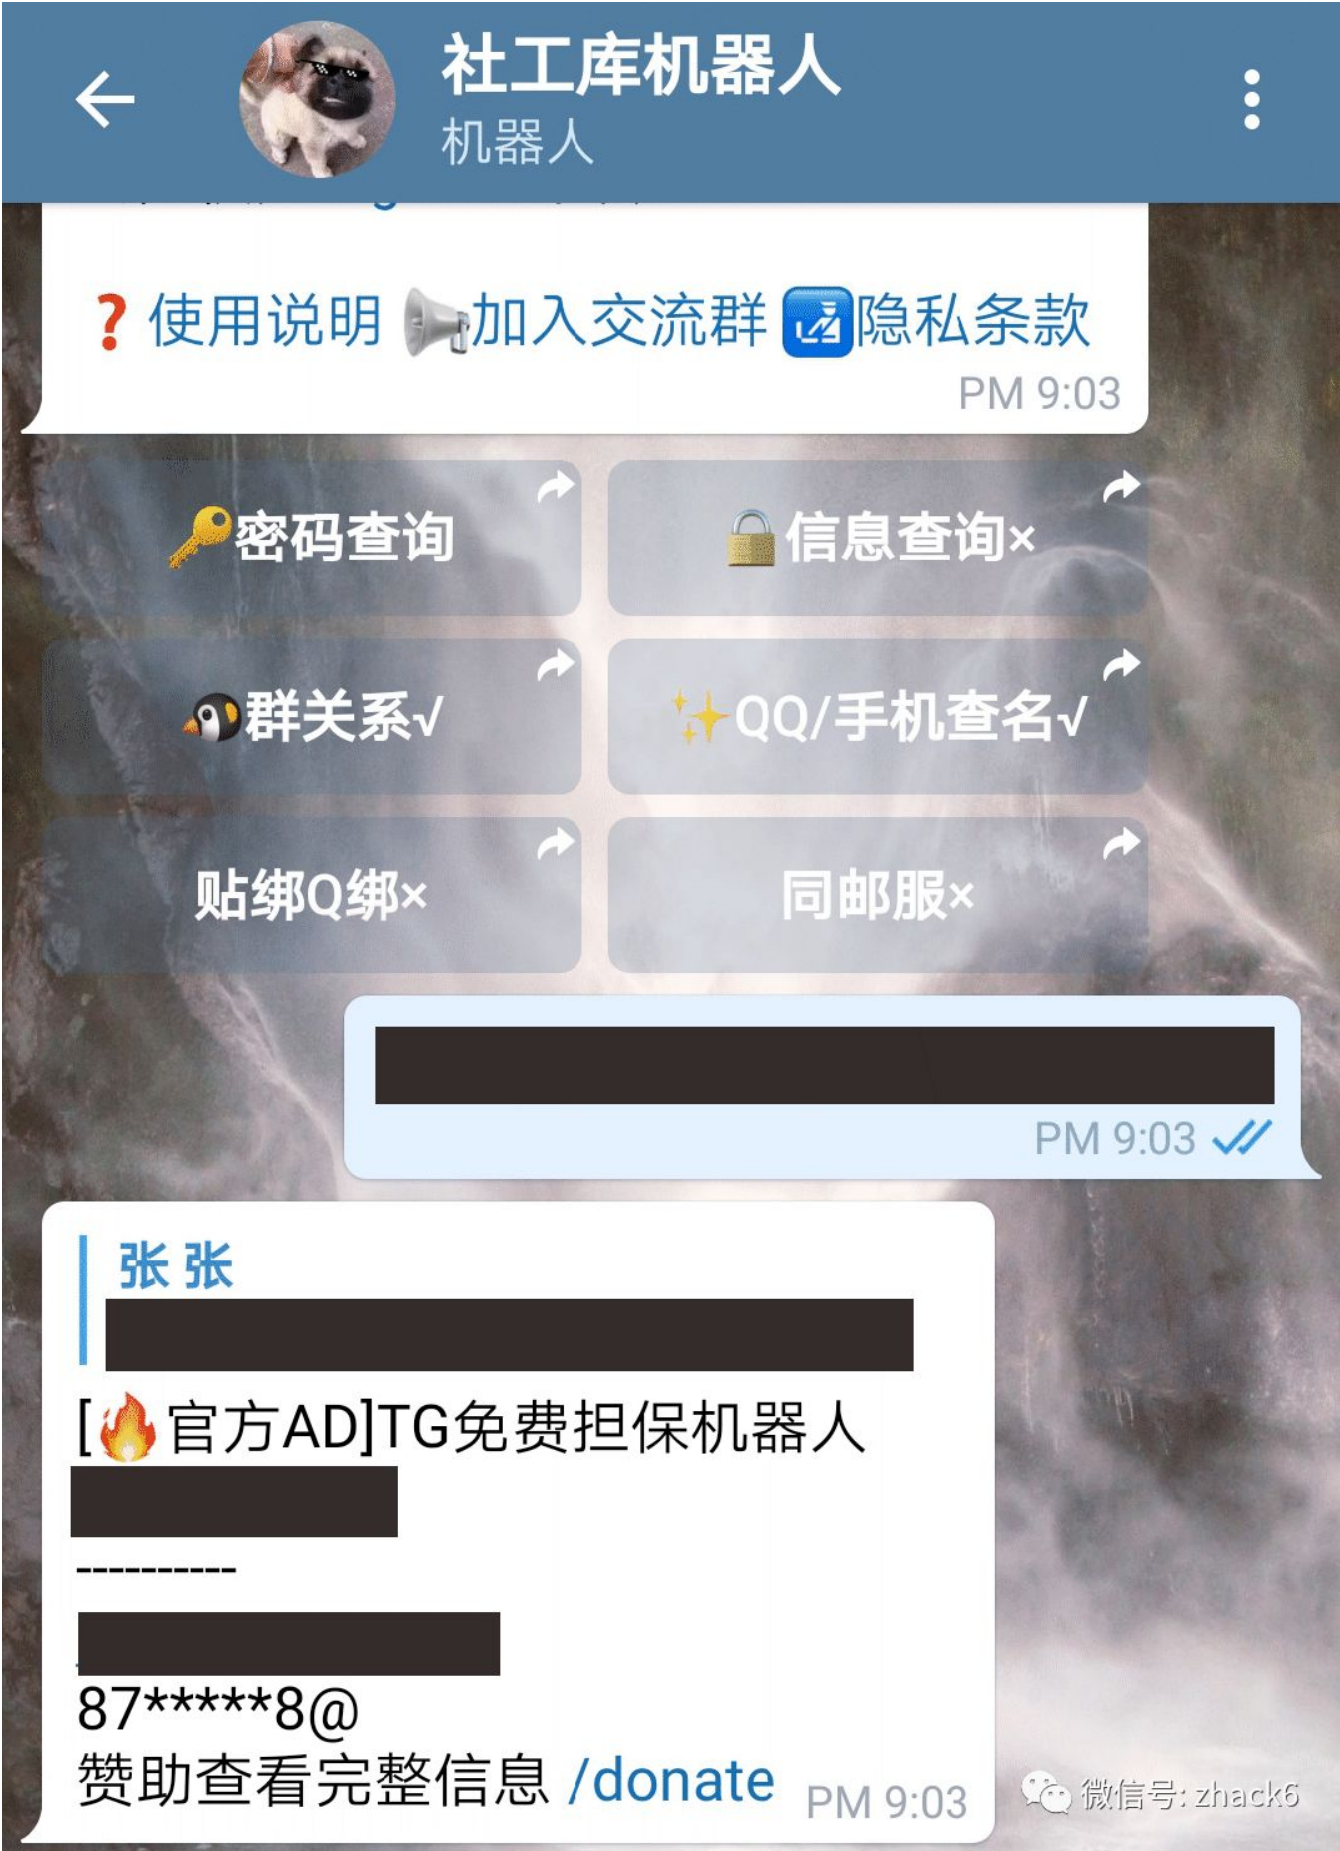 社工库机器人
机器人
❓使用说明 📢加入交流群 🛃隐私条款
PM 9:03
🔑密码查询
🔒信息查询×
🐧群关系√
✨QQ/手机查名√
贴绑Q绑×
同邮服×
PM 9:03
张 张
[🔥官方AD]TG免费担保机器人
----------
87*****8@
赞助查看完整信息 /donate
PM 9:03
微信号: zhack6